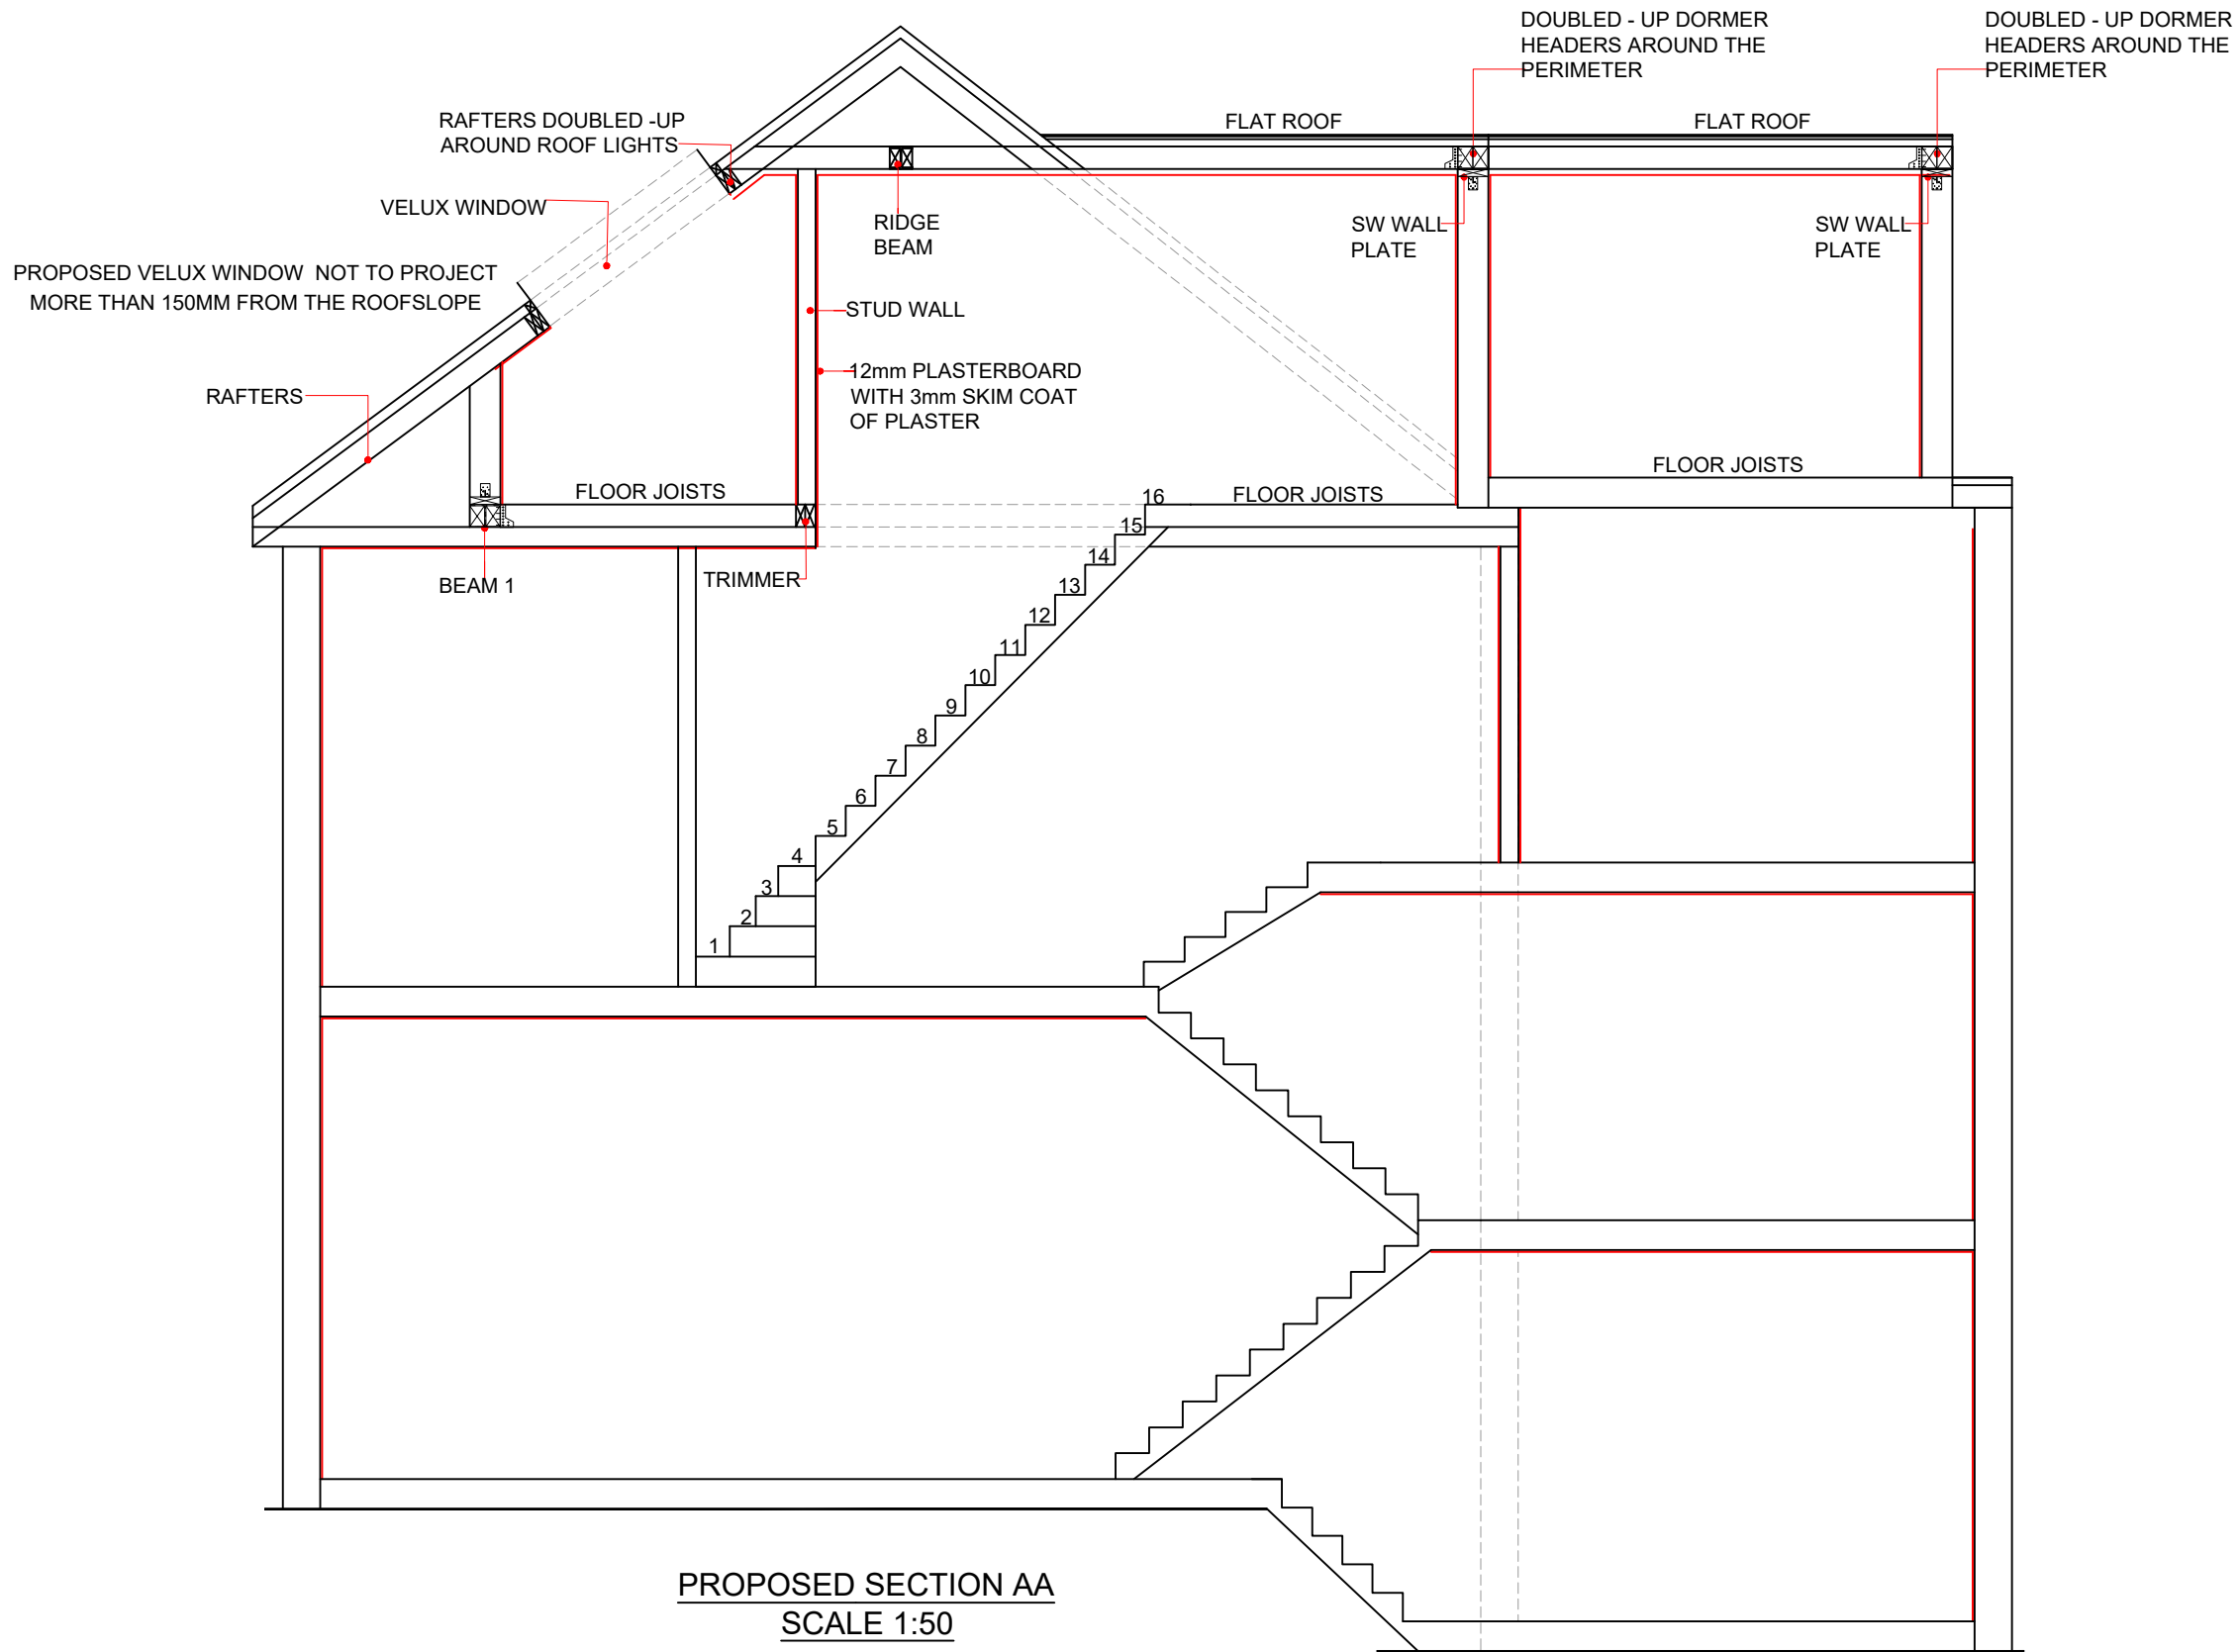 DOUBLED - UP DORMER
HEADERS AROUND THE
PERIMETER
DOUBLED - UP DORMER
HEADERS AROUND THE
PERIMETER
RAFTERS DOUBLED -UP
AROUND ROOF LIGHTS
FLAT ROOF
FLAT ROOF
VELUX WINDOW
RIDGE
BEAM
SW WALL
PLATE
SW WALL
PLATE
PROPOSED VELUX WINDOW  NOT TO PROJECT
MORE THAN 150MM FROM THE ROOFSLOPE
STUD WALL
12mm PLASTERBOARD
WITH 3mm SKIM COAT
OF PLASTER
RAFTERS
FLOOR JOISTS
FLOOR JOISTS
FLOOR JOISTS
BEAM 1
TRIMMER
16
15
14
13
12
11
10
9
8
7
6
5
4
3
2
1
PROPOSED SECTION AA
SCALE 1:50